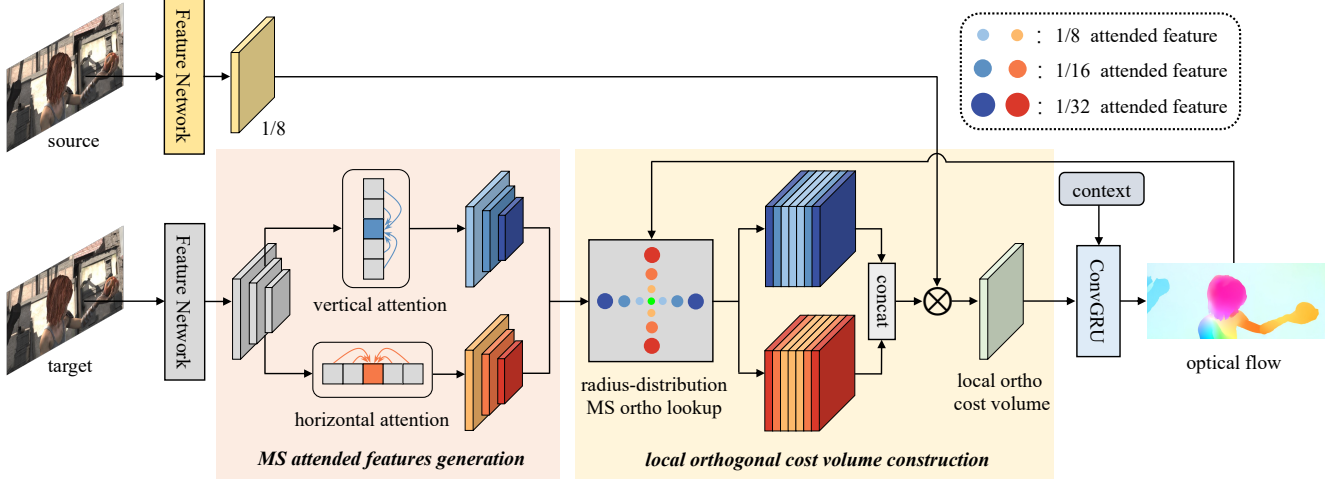 Feature Network
source
1/8
: 1/8 attended feature
: 1/16 attended feature
: 1/32 attended feature
Feature Network
target
vertical attention
horizontal attention
MS attended features generation
radius-distribution
MS ortho lookup
concat
local ortho
cost volume
local orthogonal cost volume construction
context
ConvGRU
optical flow